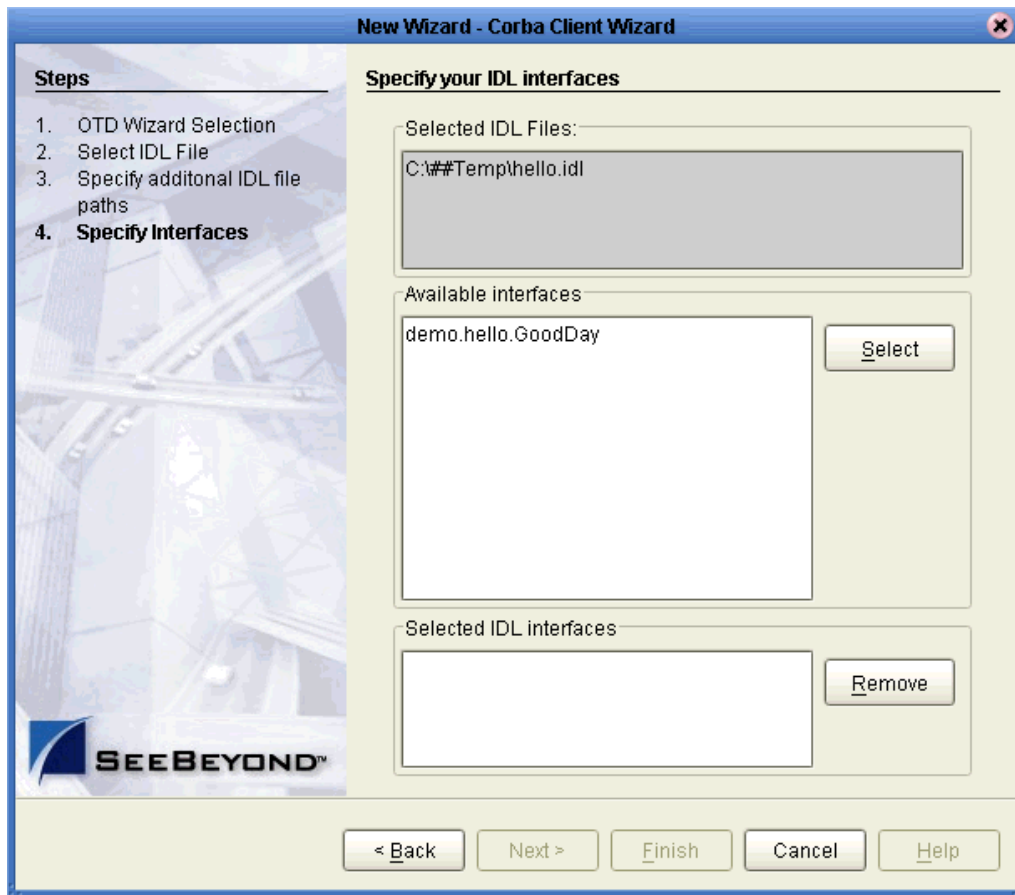 New Wizard - Corba Client Wizard
Steps
1. OTD Wizard Selection
2. Select IDL File
3. Specify additonal IDL file
paths
4. Specify Interfaces
SEEBEYOND™
Specify your IDL interfaces
Selected IDL Files:
C:\##Temp\hello.idl
Available interfaces
demo.hello.GoodDay
Select
Selected IDL interfaces
Remove
< Back
Next >
Finish
Cancel
Help